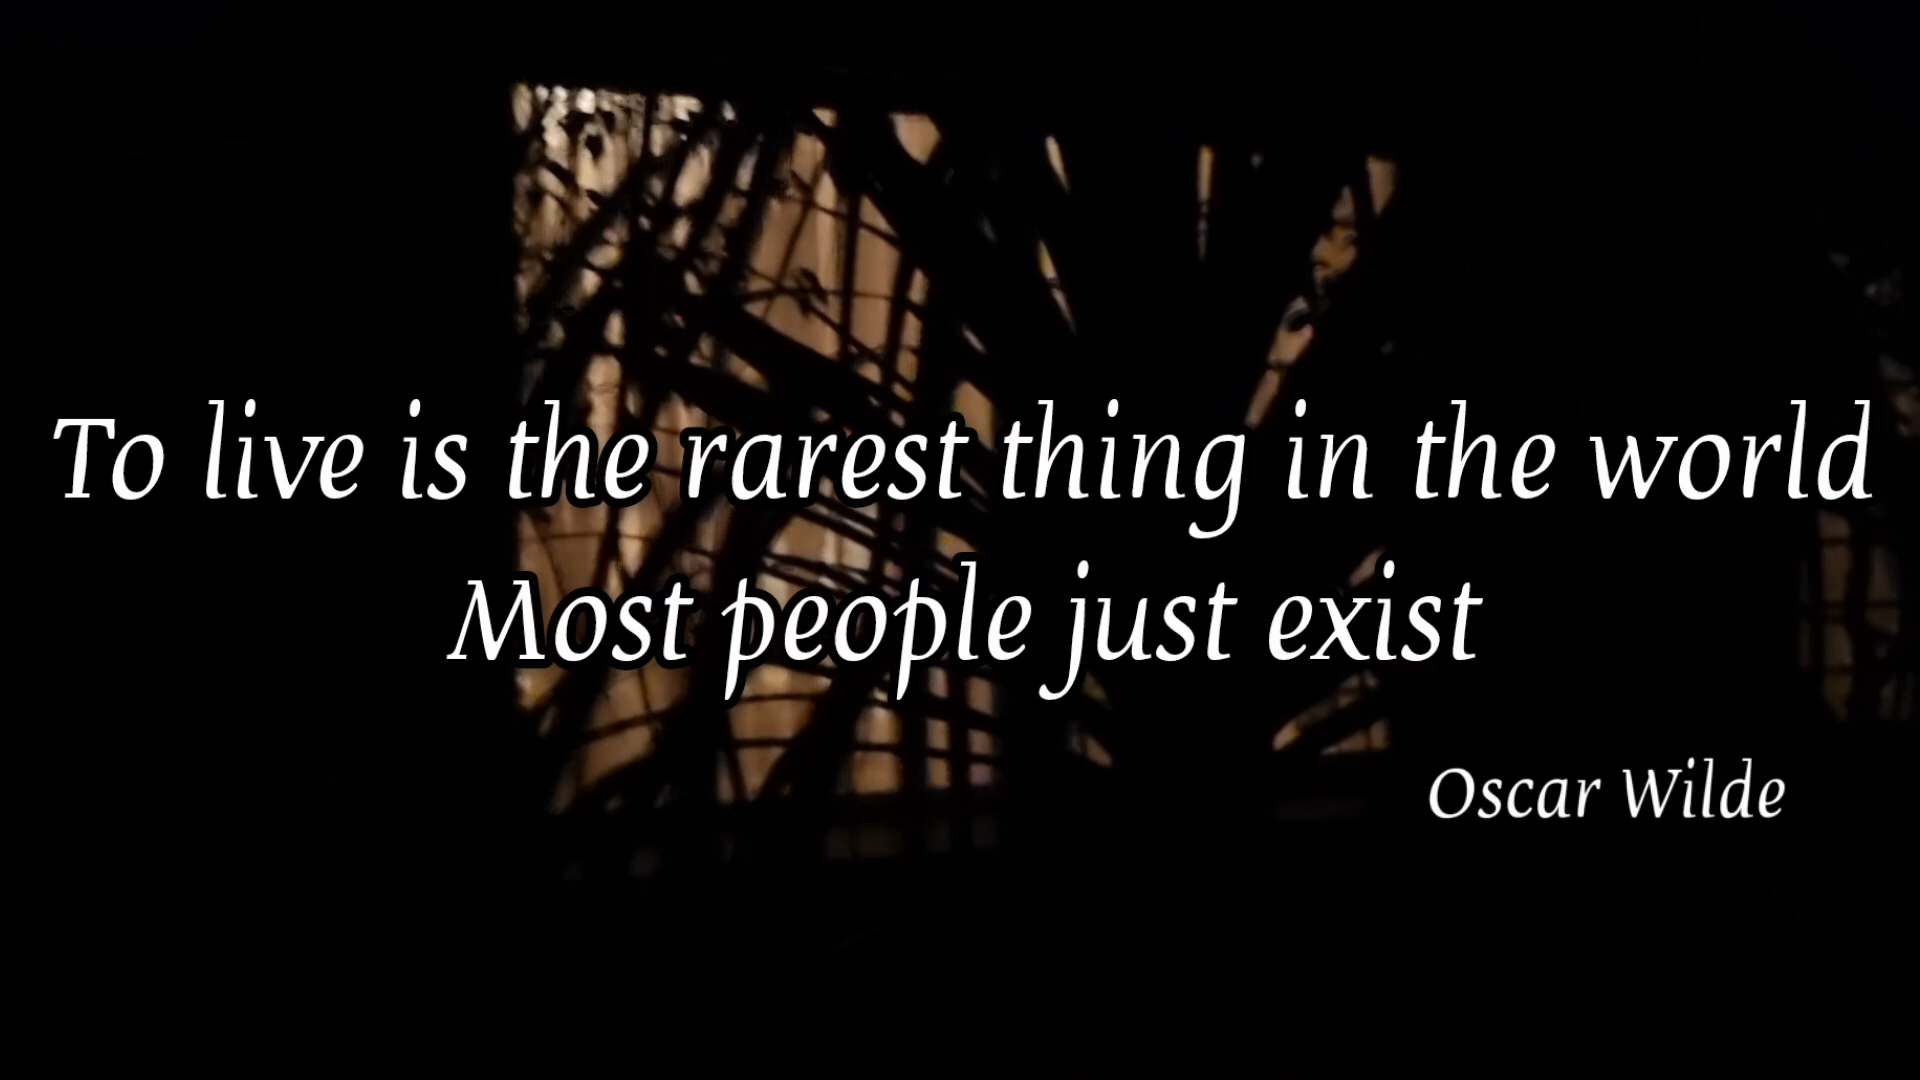 To live is the rarest thing in the world
Most people just exist
Oscar Wilde